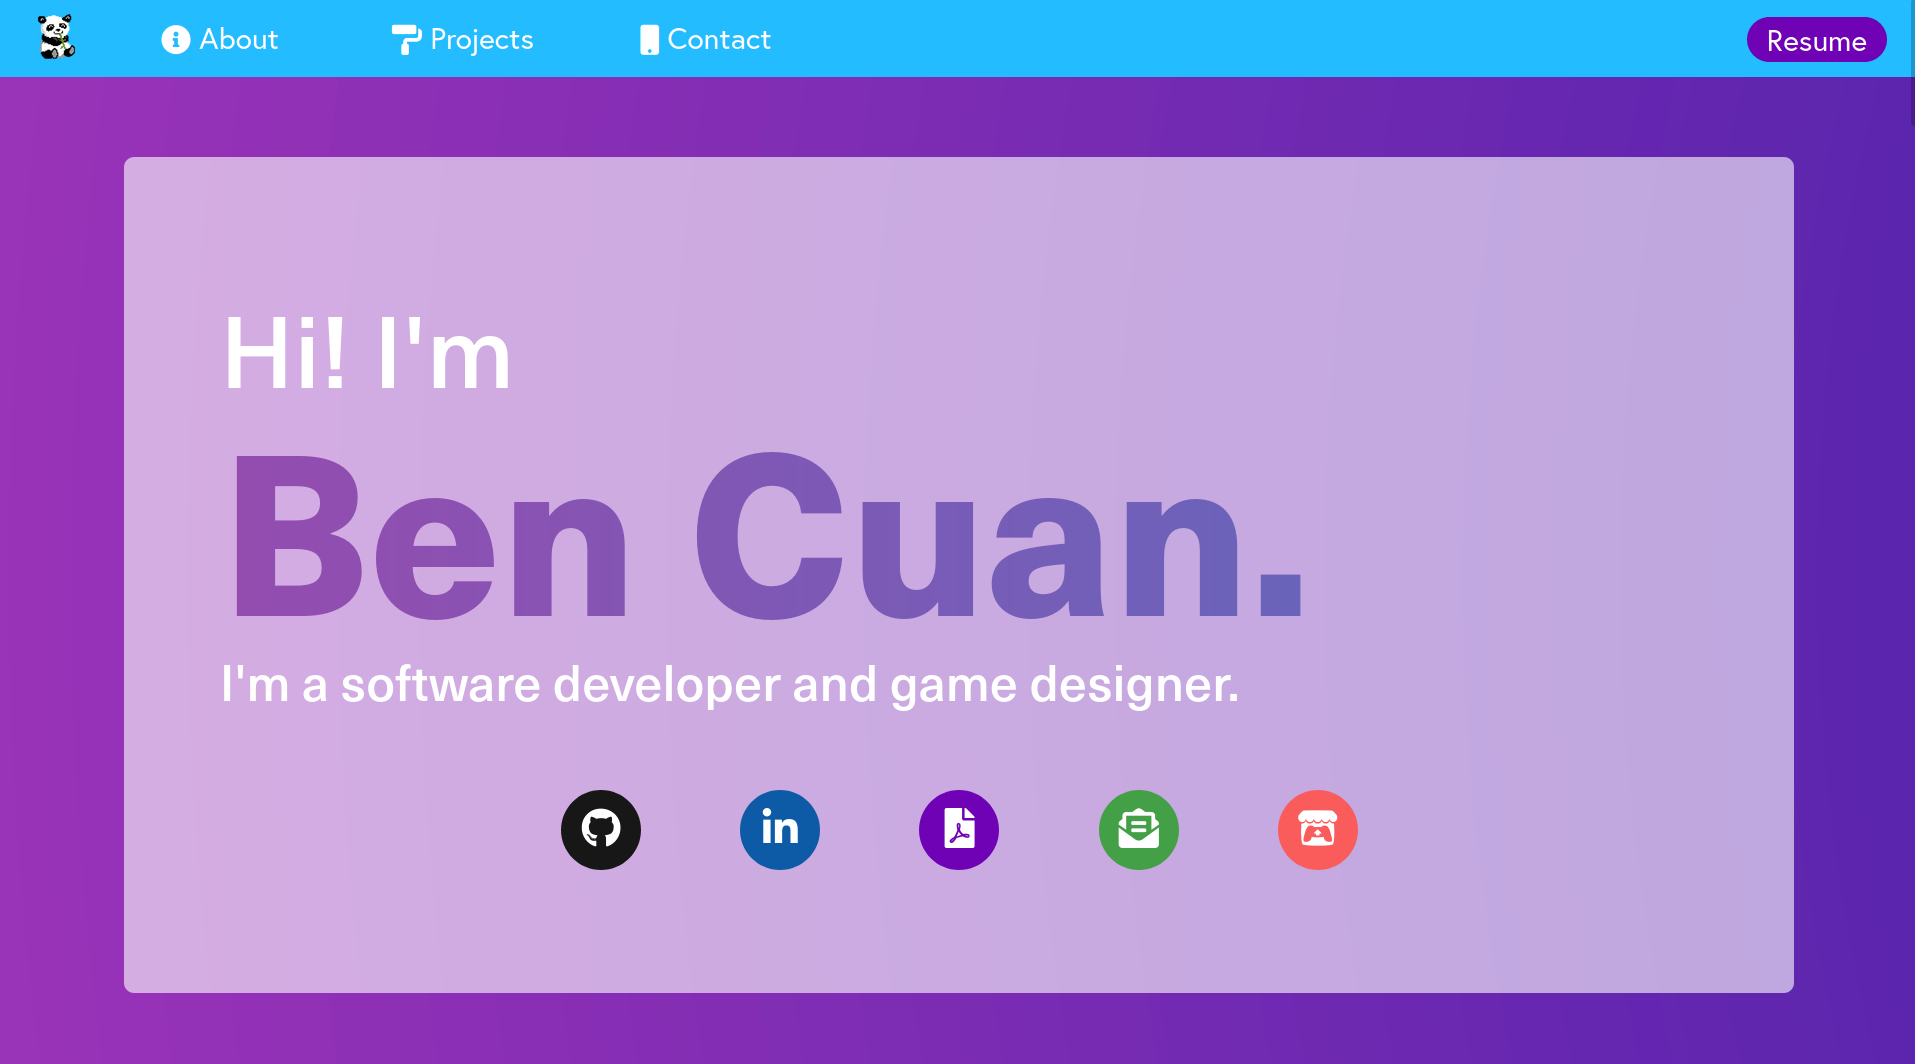 About
Projects
Contact
Resume
Hi! I'm
Ben Cuan.
I'm a software developer and game designer.
in